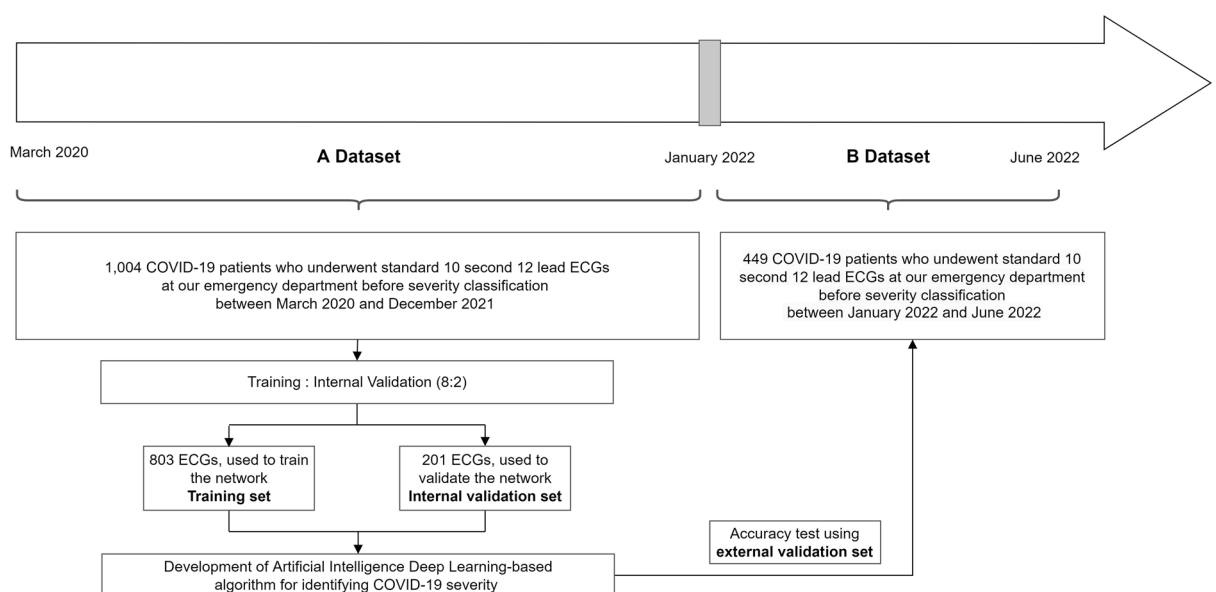 March 2020
A Dataset
January 2022
B Dataset
June 2022
1,004 COVID-19 patients who underwent standard 10 second 12 lead ECGs
at our emergency department before severity classification
between March 2020 and December 2021
449 COVID-19 patients who undewent standard 10
second 12 lead ECGs at our emergency department
before severity classification
between January 2022 and June 2022
Training : Internal Validation (8:2)
803 ECGs, used to train
the network
Training set
201 ECGs, used to
validate the network
Internal validation set
Accuracy test using
external validation set
Development of Artificial Intelligence Deep Learning-based
algorithm for identifying COVID-19 severity